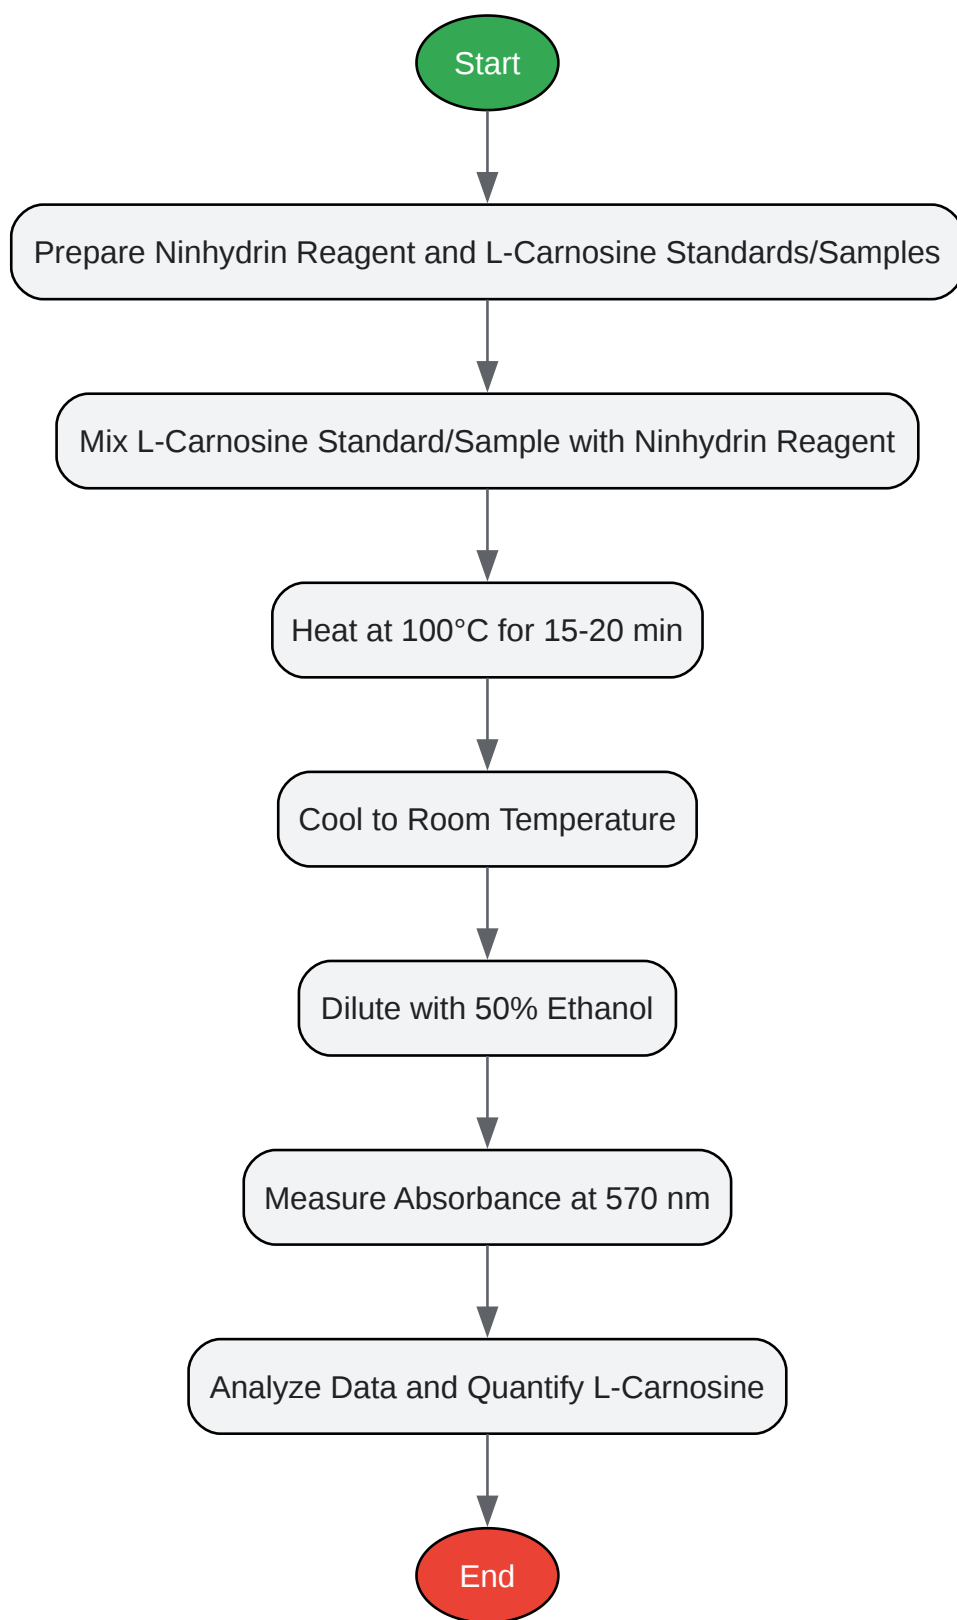 Start
Prepare Ninhydrin Reagent and L-Carnosine Standards/Samples
Mix L-Carnosine Standard/Sample with Ninhydrin Reagent
Heat at 100°C for 15-20 min
Cool to Room Temperature
Dilute with 50% Ethanol
Measure Absorbance at 570 nm
Analyze Data and Quantify L-Carnosine
End